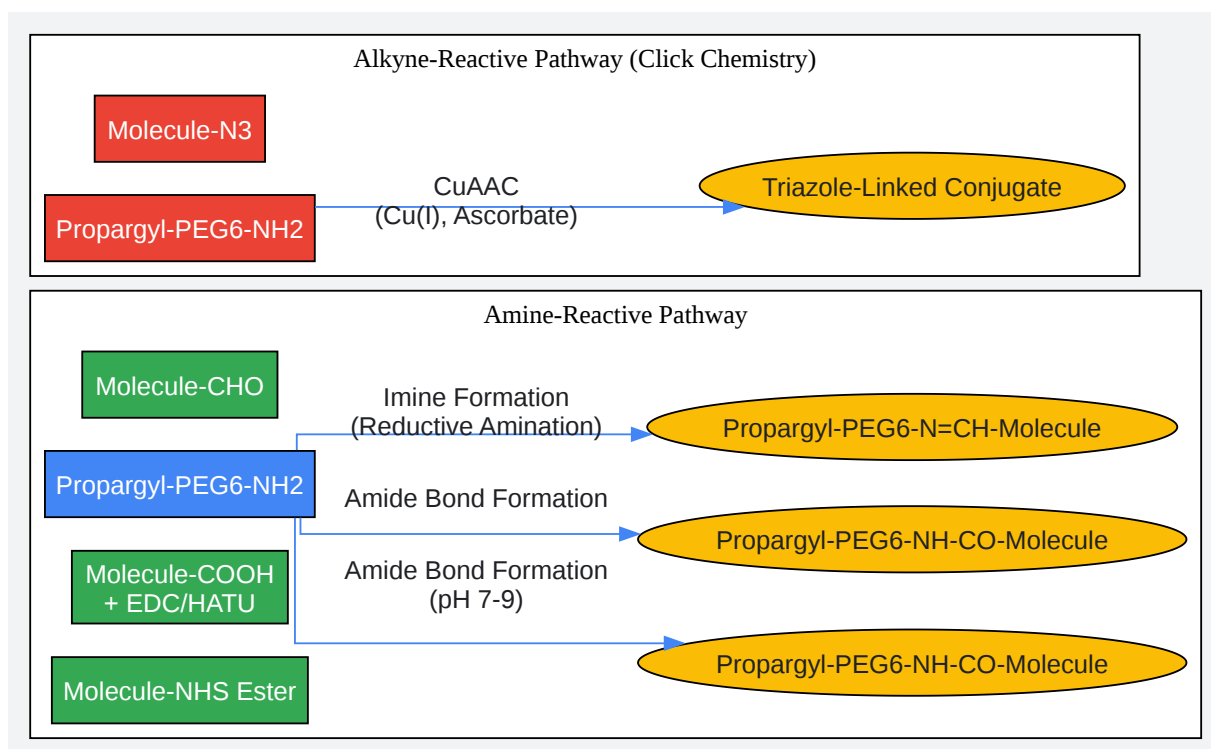 Alkyne-Reactive Pathway (Click Chemistry)
Molecule-N3
Propargyl-PEG6-NH2
CuAAC
(Cu(I), Ascorbate)
Triazole-Linked Conjugate
Amine-Reactive Pathway
Molecule-CHO
Imine Formation
(Reductive Amination)
Propargyl-PEG6-N=CH-Molecule
Propargyl-PEG6-NH2
Amide Bond Formation
Propargyl-PEG6-NH-CO-Molecule
Molecule-COOH
+ EDC/HATU
Amide Bond Formation
(pH 7-9)
Propargyl-PEG6-NH-CO-Molecule
Molecule-NHS Ester